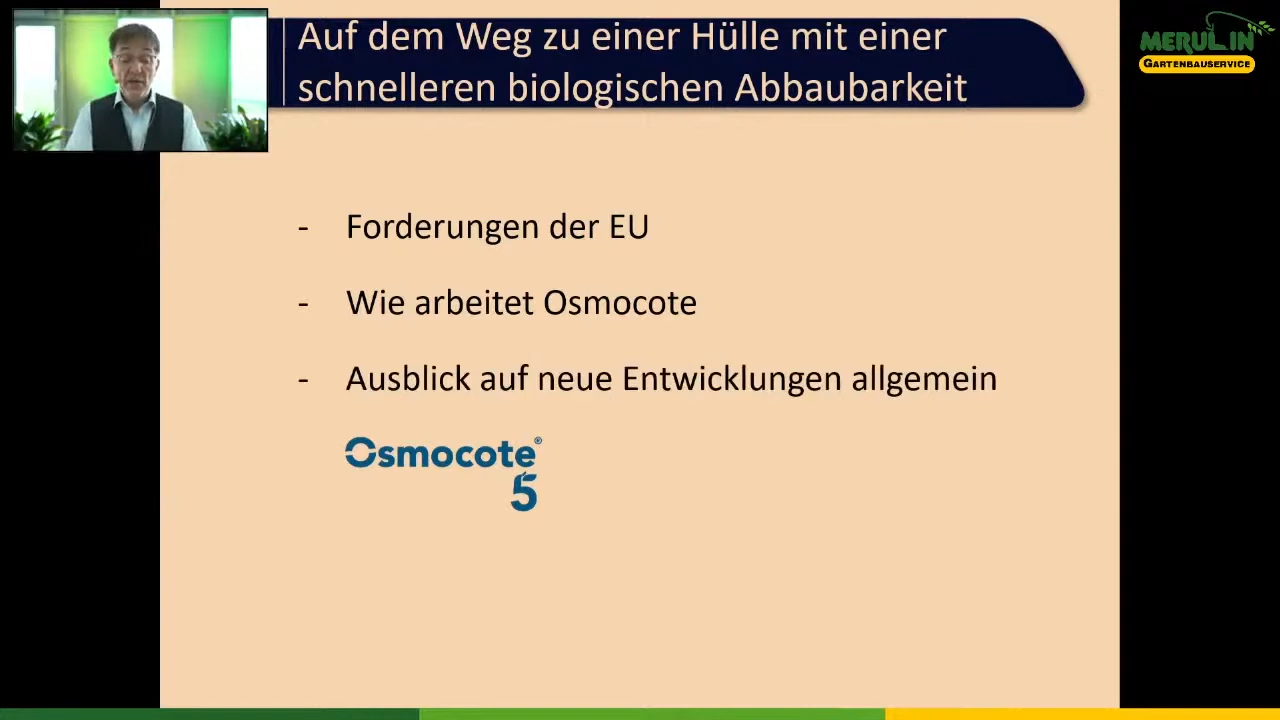 Auf dem Weg zu einer Hülle mit einer
schnelleren biologischen Abbaubarkeit
MERULIN
GARTENBAUSERVICE
- Forderungen der EU
- Wie arbeitet Osmocote
- Ausblick auf neue Entwicklungen allgemein
Osmocote®
5